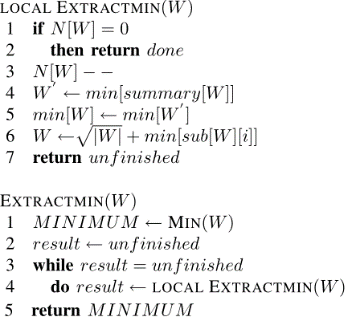 LOCAL EXTRACTMIN(W)
1 if N[W] = 0
2 then return done
3 N[W] − −
4 W′ ← min[summary[W]]
5 min[W] ← min[W′]
6 W ← √|W| + min[sub[W][i]]
7 return unfinished
EXTRACTMIN(W)
1 MINIMUM ← MIN(W)
2 result ← unfinished
3 while result = unfinished
4 do result ← LOCAL EXTRACTMIN(W)
5 return MINIMUM